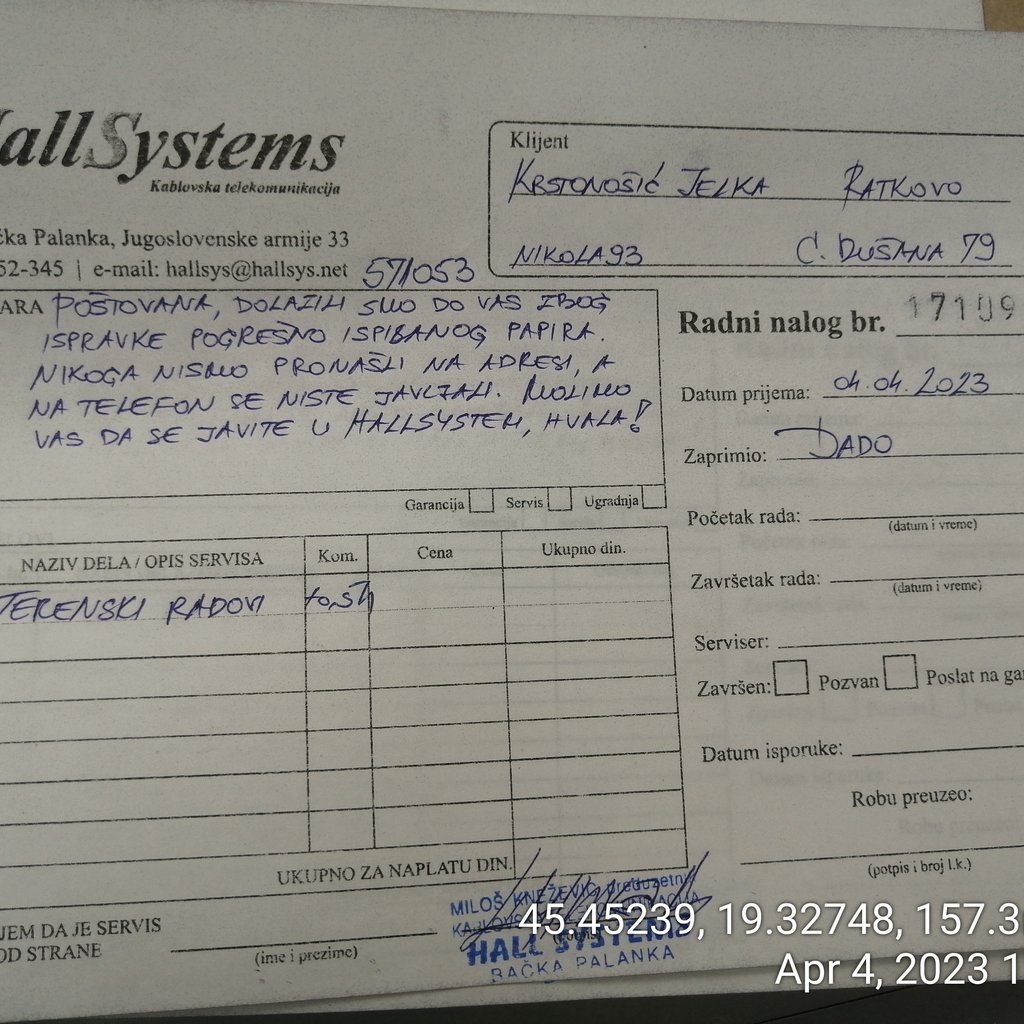 HallSystems
Kablovska telekomunikacija
čka Palanka, Jugoslovenske armije 33
52-345 | e-mail: hallsys@hallsys.net 571053
Klijent
KRSTONOŠIĆ JELKA RATKOVO
NIKOLA93 C. DUŠANA 79
ARA POŠTOVANA, DOLAZILI SMO DO VAS ZBOG
ISPRAVKE POGREŠNO ISPISANOG PAPIRA.
NIKOGA NISMO PRONAŠLI NA ADRESI, A
NA TELEFON SE NISTE JAVLJALI. MOLIMO
VAS DA SE JAVITE U HALLSYSTEM, HVALA!
Garancija Servis Ugradnja
Radni nalog br. 17109
Datum prijema: 04.04.2023
Zaprimio: DADO
Početak rada:
(datum i vreme)
Završetak rada:
(datum i vreme)
Serviser:
Završen: Pozvan Poslat na ga
Datum isporuke:
Robu preuzeo:
(potpis i broj l.k.)
NAZIV DELA / OPIS SERVISA Kom. Cena Ukupno din.
TERENSKI RADOVI
UKUPNO ZA NAPLATU DIN.
JEM DA JE SERVIS
OD STRANE
(ime i prezime)
MILOŠ KNEŽEVIĆ preduzetnik
HALL SYSTEMS
BAČKA PALANKA
45.45239, 19.32748, 157.3
Apr 4, 2023 1